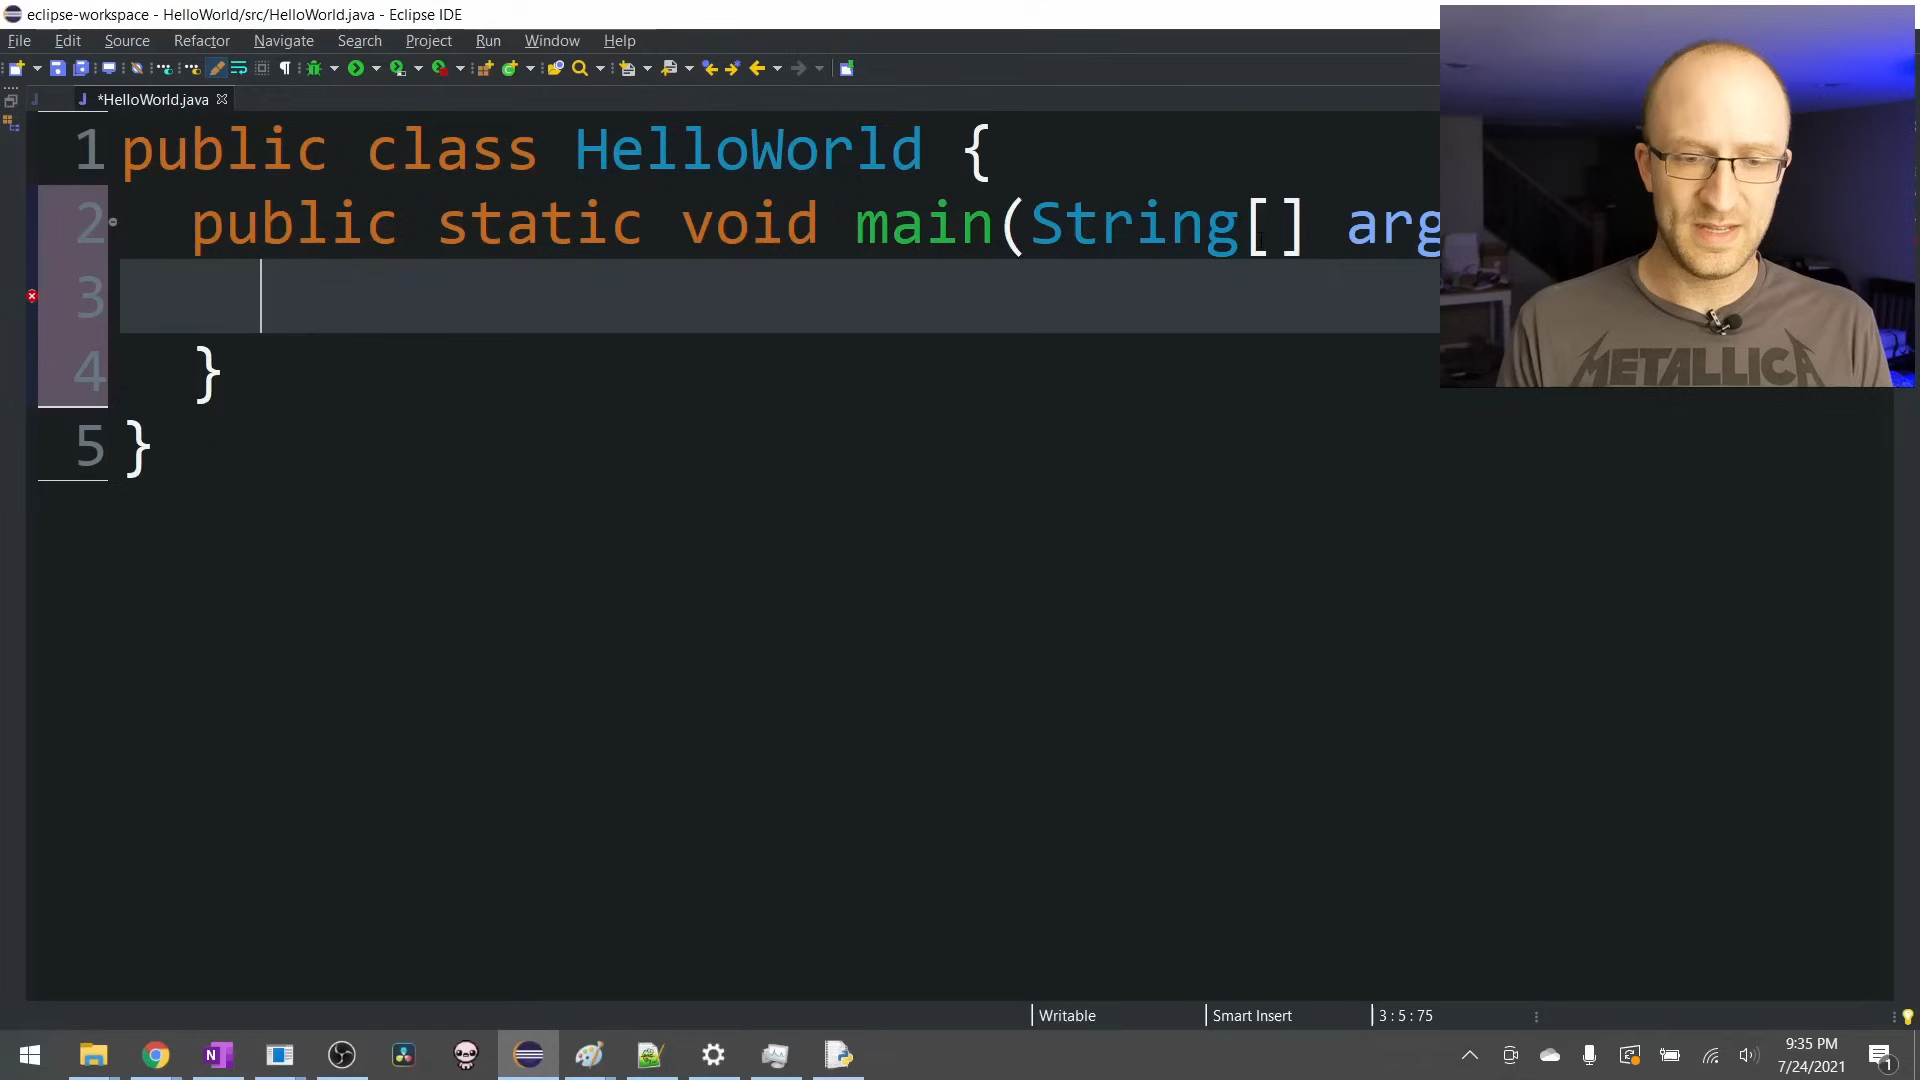 eclipse-workspace - HelloWorld/src/HelloWorld.java - Eclipse IDE
File Edit Source Refactor Navigate Search Project Run Window Help
*HelloWorld.java
1 public class HelloWorld {
2 public static void main(String[] arg
3
4 }
5 }
METALLICA
Writable Smart Insert 3 : 5 : 75
9:35 PM
7/24/2021
1